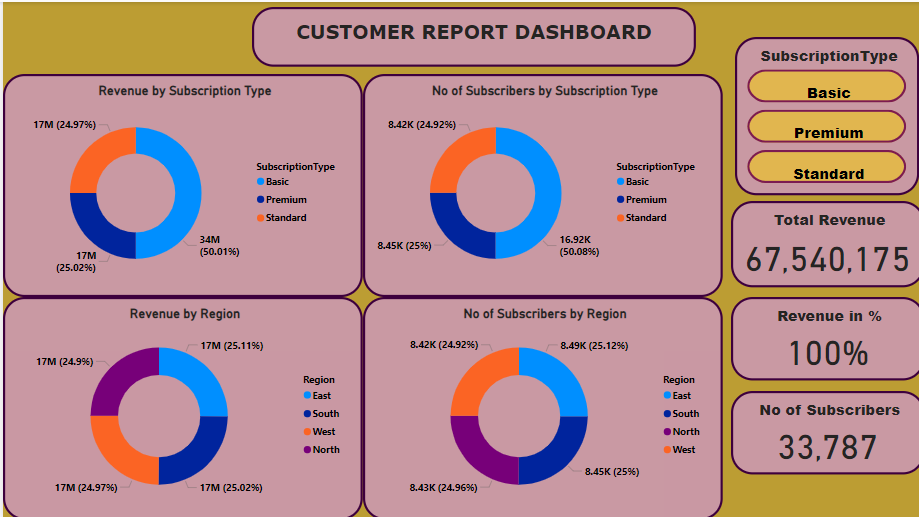 CUSTOMER REPORT DASHBOARD
Revenue by Subscription Type
17M (24.97%)
17M
(25.02%)
34M
(50.01%)
SubscriptionType
Basic
Premium
Standard
No of Subscribers by Subscription Type
8.42K (24.92%)
8.45K (25%)
16.92K
(50.08%)
SubscriptionType
Basic
Premium
Standard
SubscriptionType
Basic
Premium
Standard
Total Revenue
67,540,175
Revenue in %
100%
No of Subscribers
33,787
Revenue by Region
17M (24.9%)
17M (25.11%)
17M (24.97%)
17M (25.02%)
Region
East
South
West
North
No of Subscribers by Region
8.42K (24.92%)
8.49K (25.12%)
8.43K (24.96%)
8.45K (25%)
Region
East
South
North
West